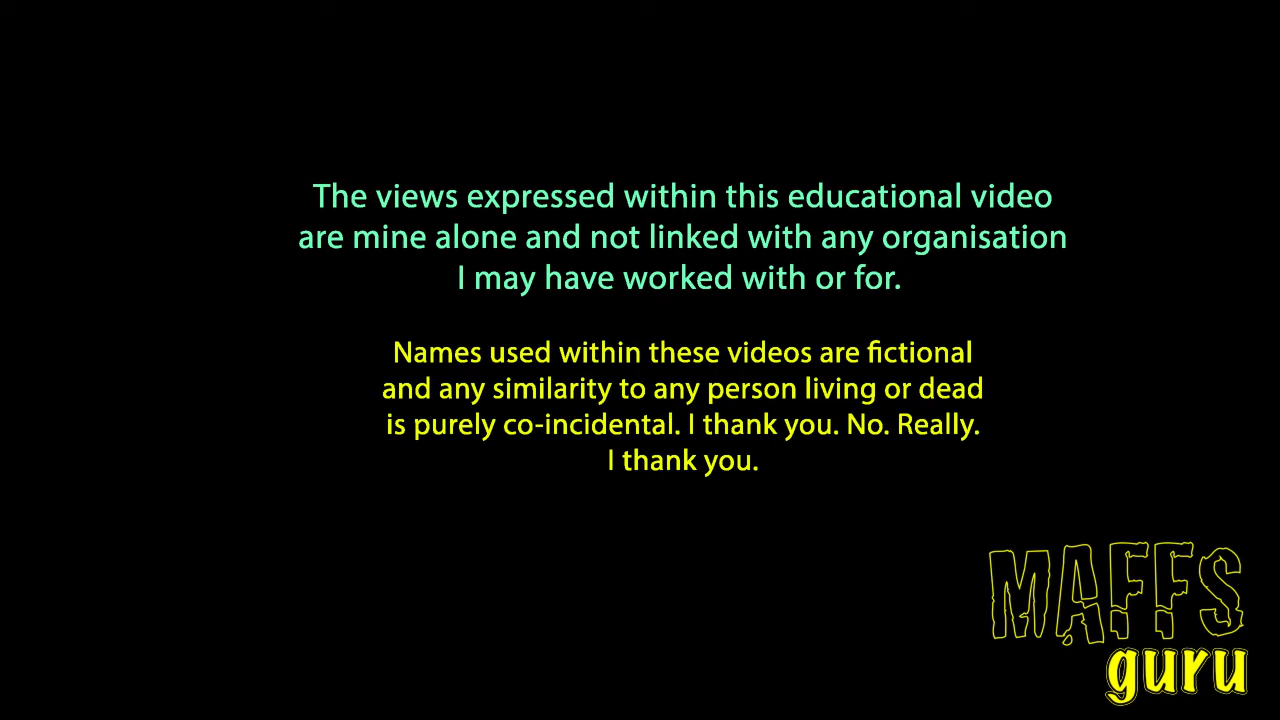 The views expressed within this educational video
are mine alone and not linked with any organisation
I may have worked with or for.
Names used within these videos are fictional
and any similarity to any person living or dead
is purely co-incidental. I thank you. No. Really.
I thank you.
MAFFS
guru